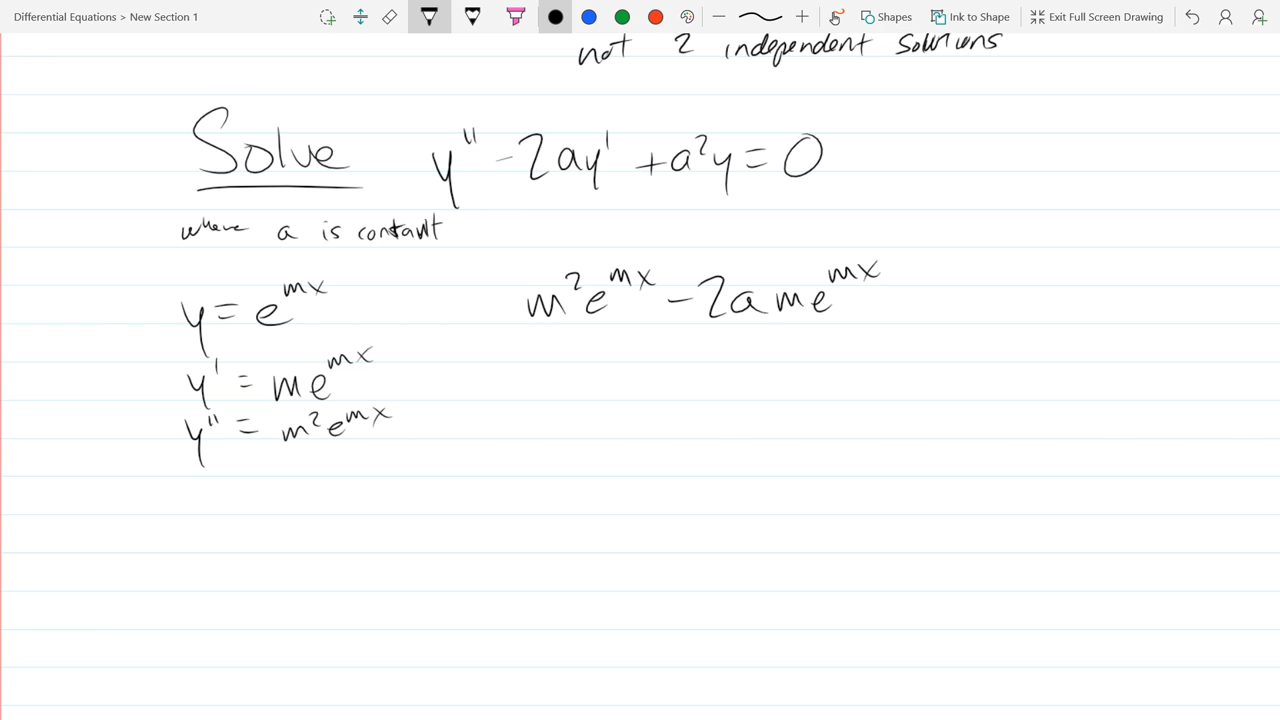 Differential Equations > New Section 1
Shapes
Ink to Shape
Exit Full Screen Drawing
not 2 independent solutions
Solve y'' - 2ay' + a²y = 0
where a is contant
y = e^{mx}
m²e^{mx} - 2ame^{mx}
y' = me^{mx}
y'' = m²e^{mx}